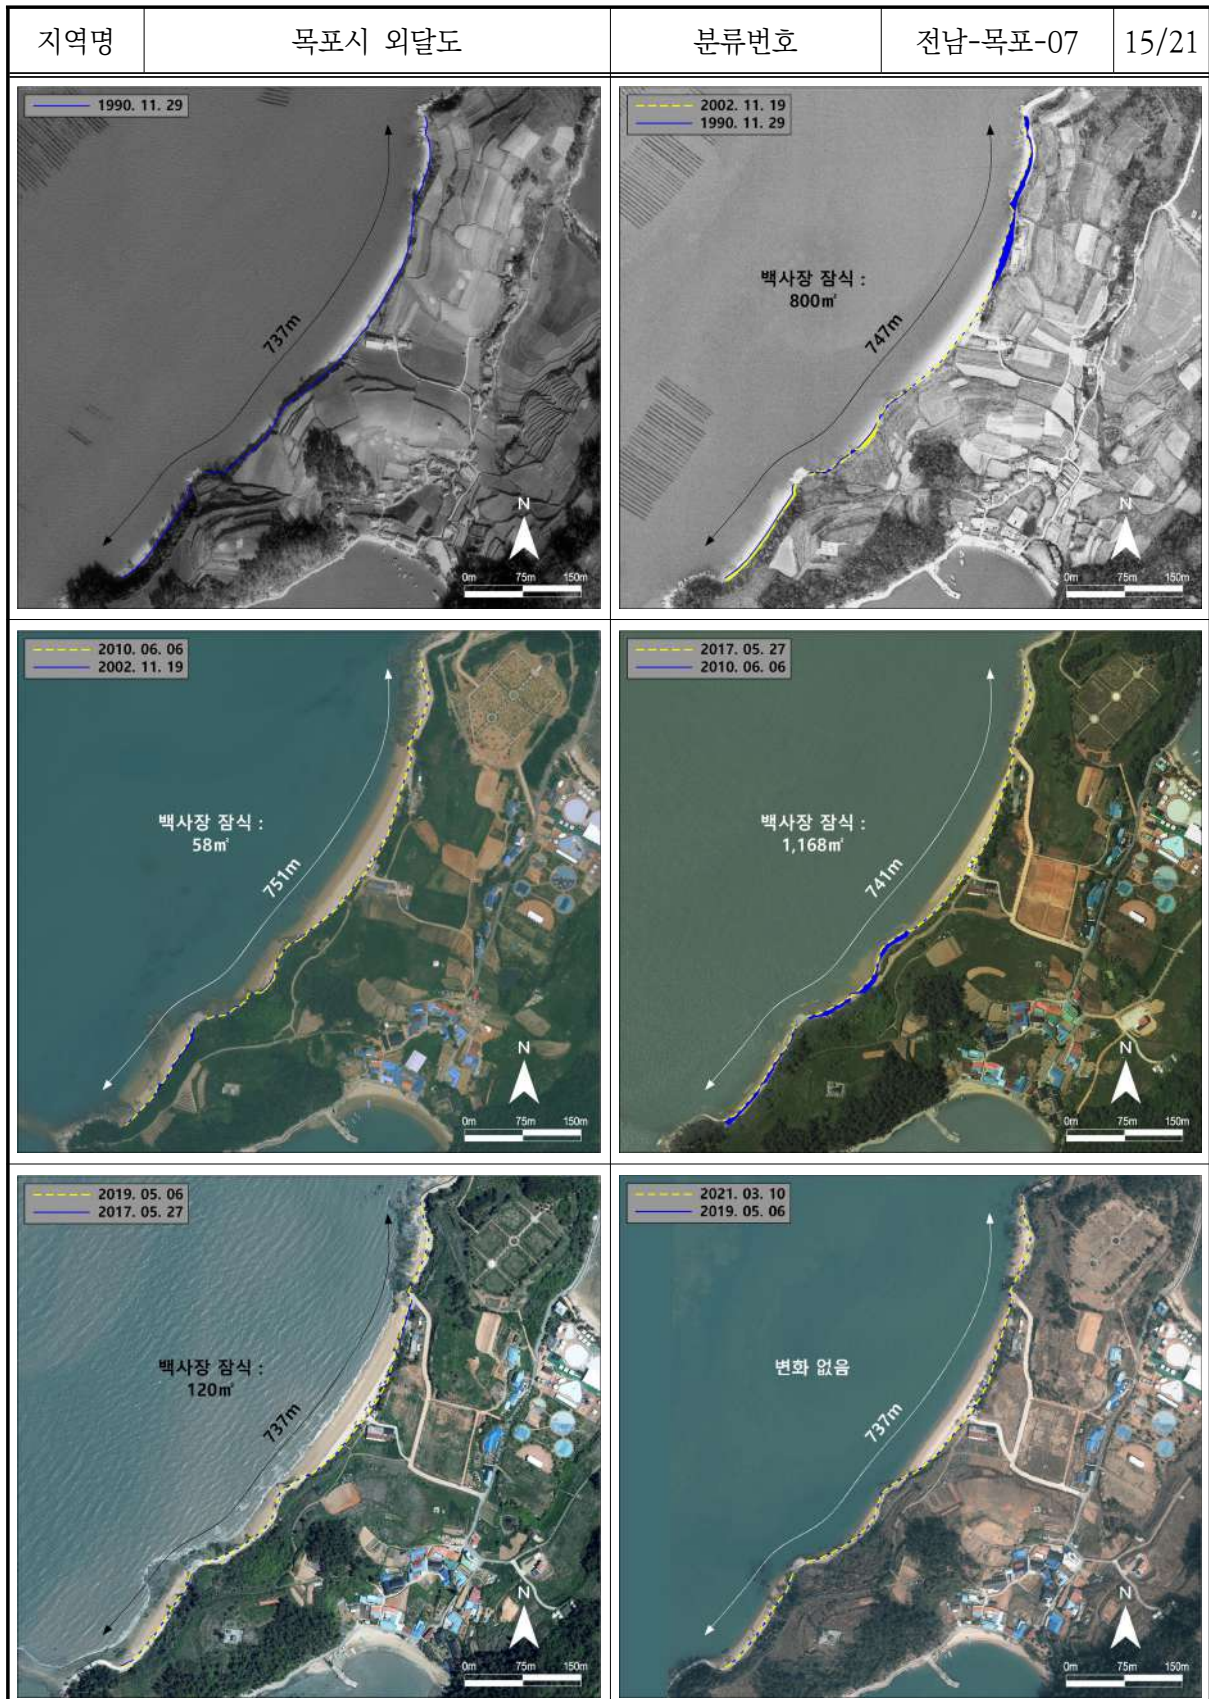 지역명 목포시 외달도 분류번호 전남-목포-07 15/21
1990. 11. 29
737m
N
0m 75m 150m
2002. 11. 19
1990. 11. 29
백사장 잠식 :
800㎡
747m
N
0m 75m 150m
2010. 06. 06
2002. 11. 19
백사장 잠식 :
58㎡
751m
N
0m 75m 150m
2017. 05. 27
2010. 06. 06
백사장 잠식 :
1,168㎡
741m
N
0m 75m 150m
2019. 05. 06
2017. 05. 27
백사장 잠식 :
120㎡
737m
N
0m 75m 150m
2021. 03. 10
2019. 05. 06
변화 없음
737m
N
0m 75m 150m